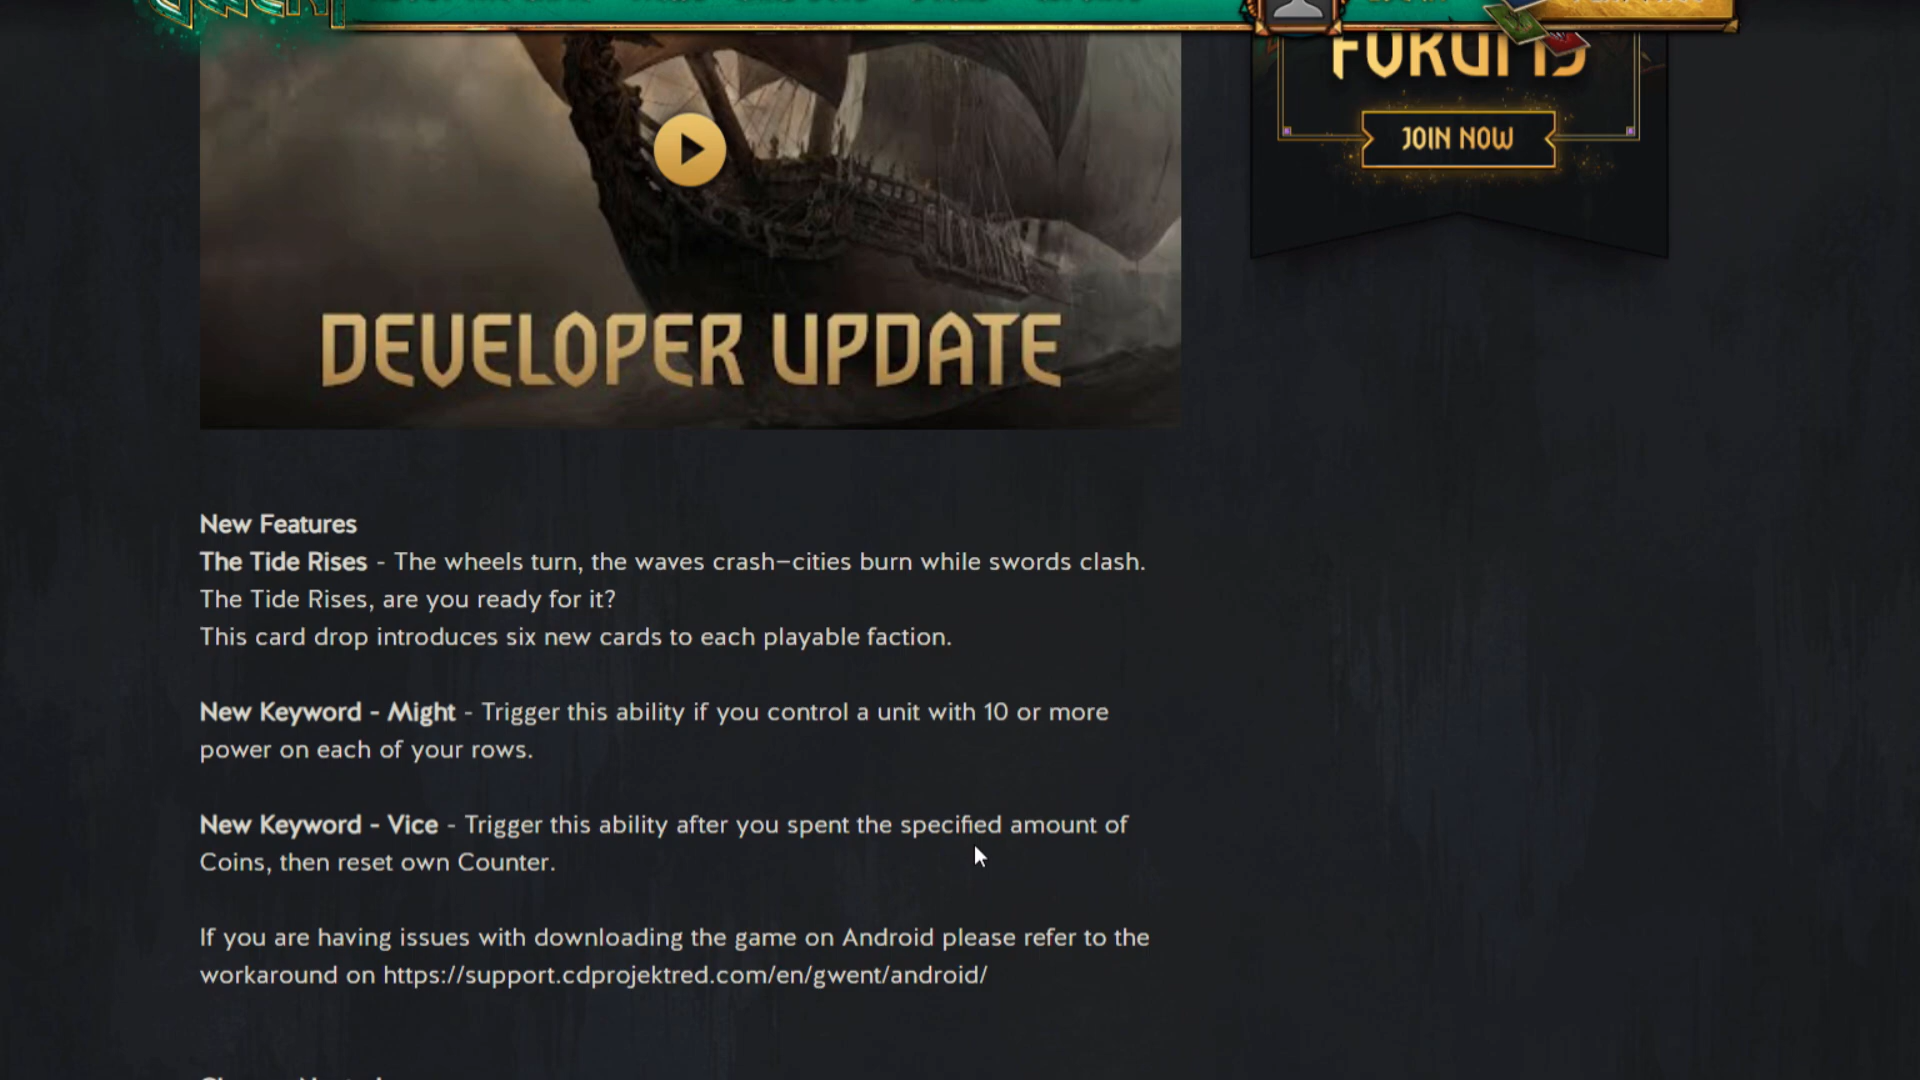 FORUMS
JOIN NOW
DEVELOPER UPDATE
New Features
The Tide Rises - The wheels turn, the waves crash–cities burn while swords clash.
The Tide Rises, are you ready for it?
This card drop introduces six new cards to each playable faction.
New Keyword - Might - Trigger this ability if you control a unit with 10 or more
power on each of your rows.
New Keyword - Vice - Trigger this ability after you spent the specified amount of
Coins, then reset own Counter.
If you are having issues with downloading the game on Android please refer to the
workaround on https://support.cdprojektred.com/en/gwent/android/